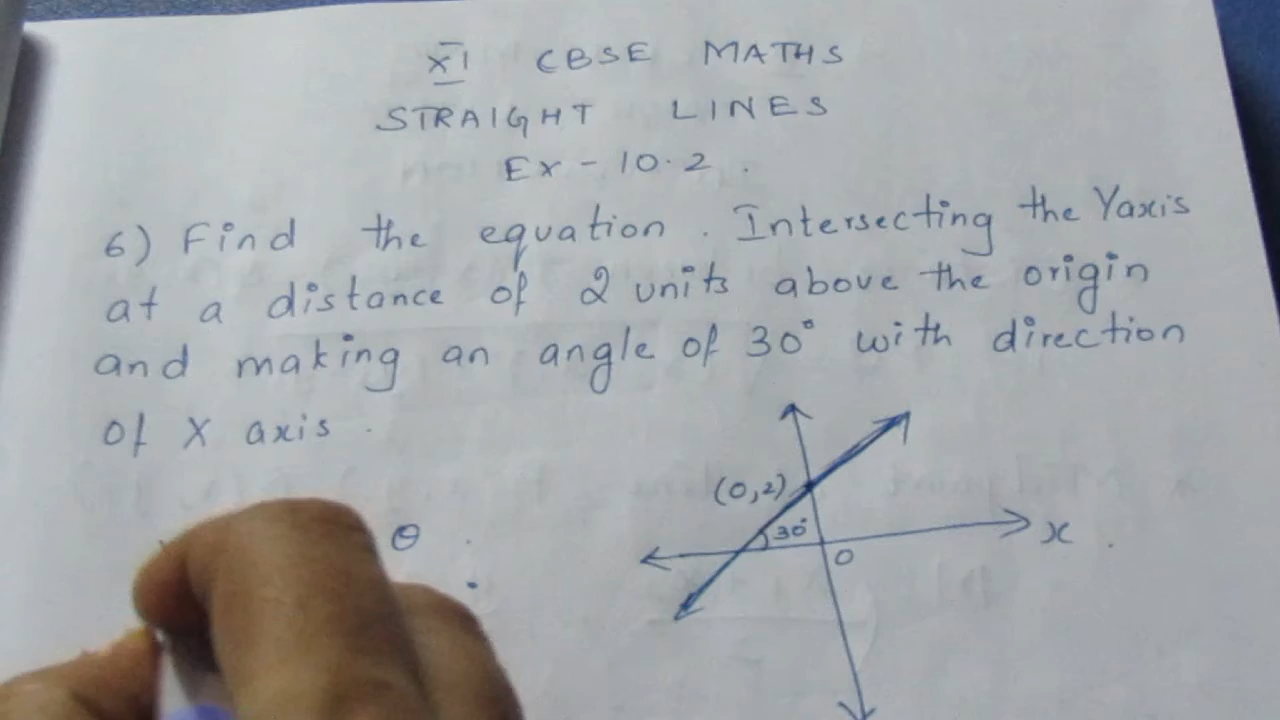 XI CBSE MATHS
STRAIGHT LINES
Ex - 10.2 .
6) Find the equation . Intersecting the Yaxis
at a distance of 2 units above the origin
and making an angle of 30° with direction
of X axis .
(0,2)
30°
x .
O
θ .